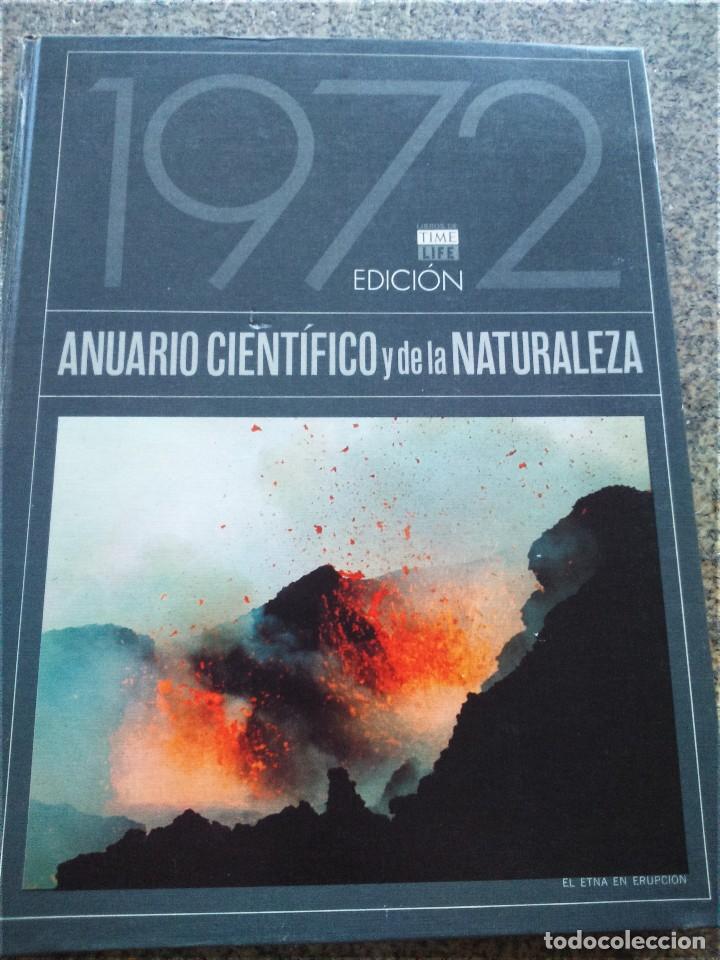 1972
LIBROS DE
TIME
LIFE
EDICIÓN
ANUARIO CIENTÍFICO y de la NATURALEZA
EL ETNA EN ERUPCION
todocoleccion